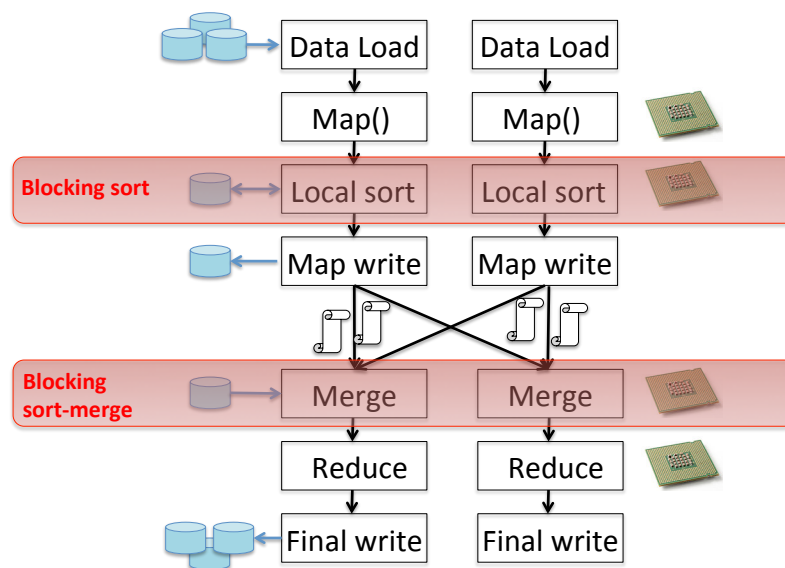 Data Load
Data Load
Map()
Map()
Blocking sort
Local sort
Local sort
Map write
Map write
Blocking
sort-merge
Merge
Merge
Reduce
Reduce
Final write
Final write